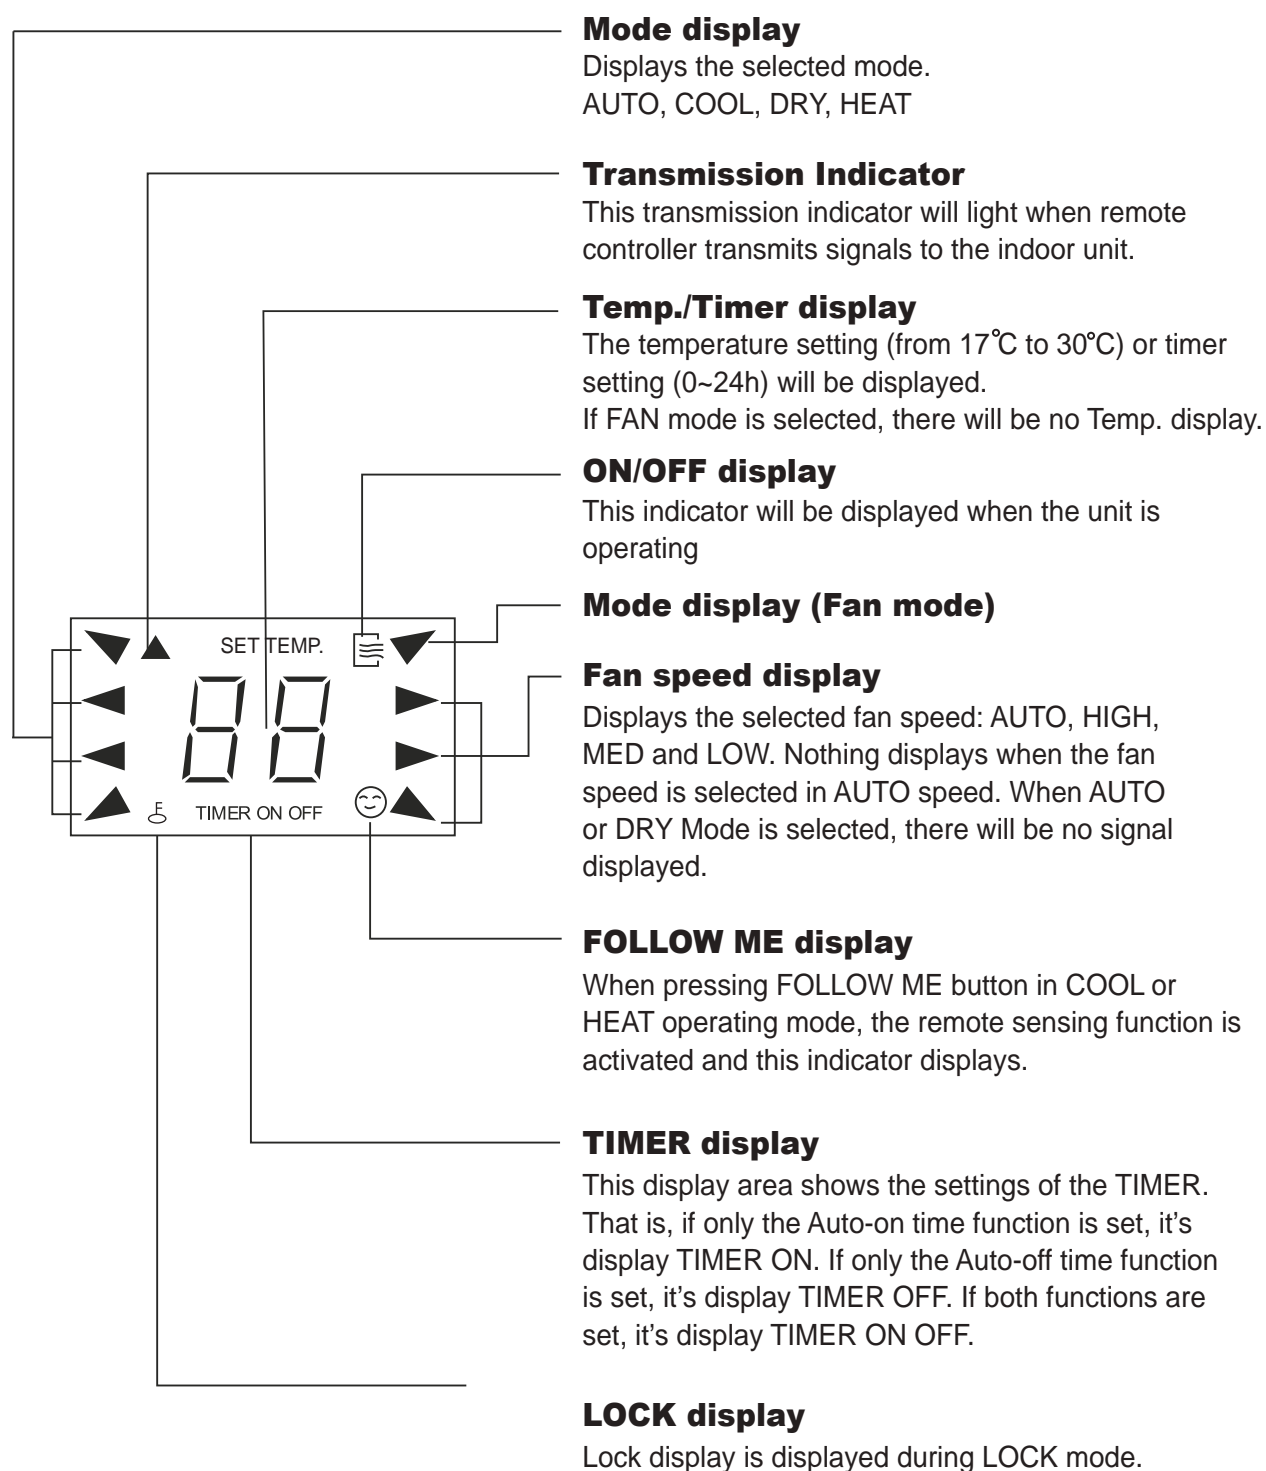 Mode display
Displays the selected mode.
AUTO, COOL, DRY, HEAT
Transmission Indicator
This transmission indicator will light when remote
controller transmits signals to the indoor unit.
Temp./Timer display
The temperature setting (from 17°C to 30°C) or timer
setting (0~24h) will be displayed.
If FAN mode is selected, there will be no Temp. display.
ON/OFF display
This indicator will be displayed when the unit is
operating
Mode display (Fan mode)
SET TEMP.
88
TIMER ON OFF
Fan speed display
Displays the selected fan speed: AUTO, HIGH,
MED and LOW. Nothing displays when the fan
speed is selected in AUTO speed. When AUTO
or DRY Mode is selected, there will be no signal
displayed.
FOLLOW ME display
When pressing FOLLOW ME button in COOL or
HEAT operating mode, the remote sensing function is
activated and this indicator displays.
TIMER display
This display area shows the settings of the TIMER.
That is, if only the Auto-on time function is set, it’s
display TIMER ON. If only the Auto-off time function
is set, it’s display TIMER OFF. If both functions are
set, it’s display TIMER ON OFF.
LOCK display
Lock display is displayed during LOCK mode.